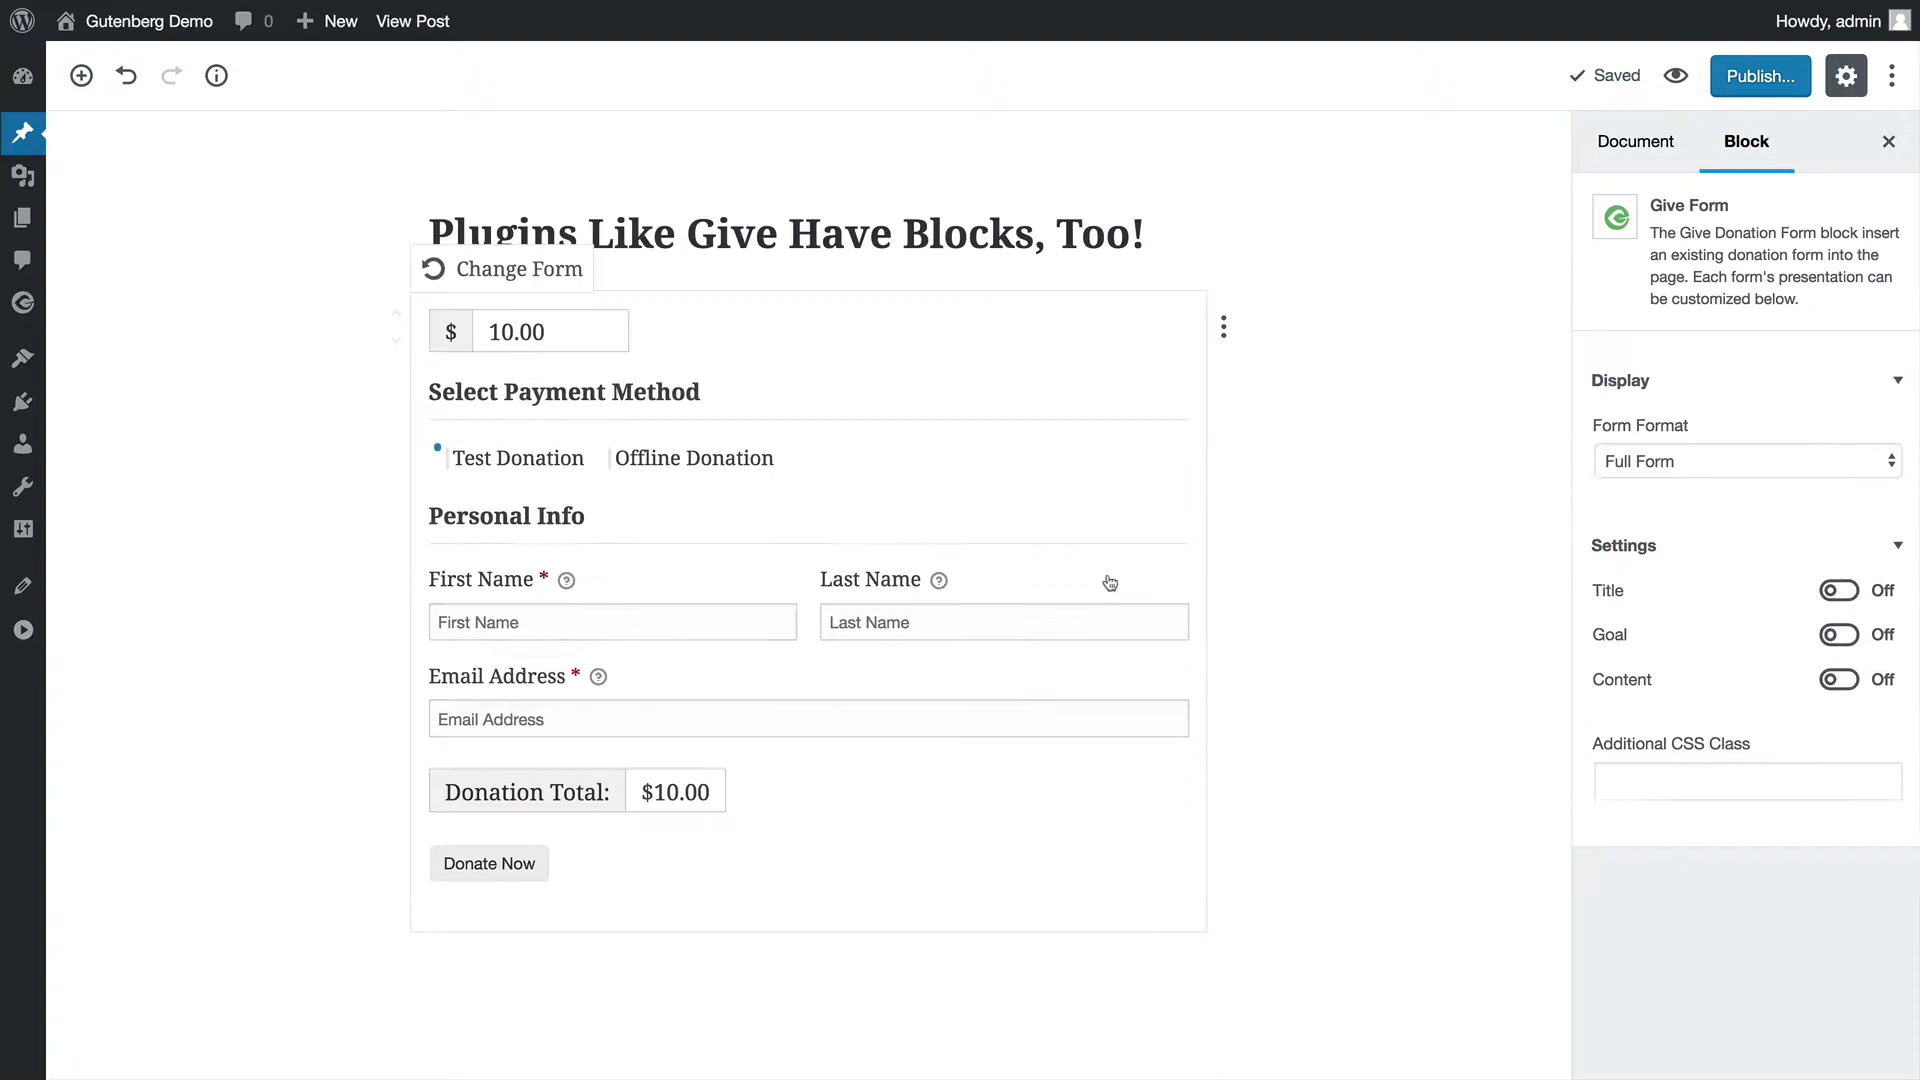 Gutenberg Demo 0 New View Post Howdy, admin
Saved Publish...
Document Block
Plugins Like Give Have Blocks, Too!
Change Form
$ 10.00
Select Payment Method
Test Donation Offline Donation
Personal Info
First Name * Last Name
First Name Last Name
Email Address *
Email Address
Donation Total: $10.00
Donate Now
Give Form
The Give Donation Form block insert
an existing donation form into the
page. Each form's presentation can
be customized below.
Display
Form Format
Full Form
Settings
Title Off
Goal Off
Content Off
Additional CSS Class